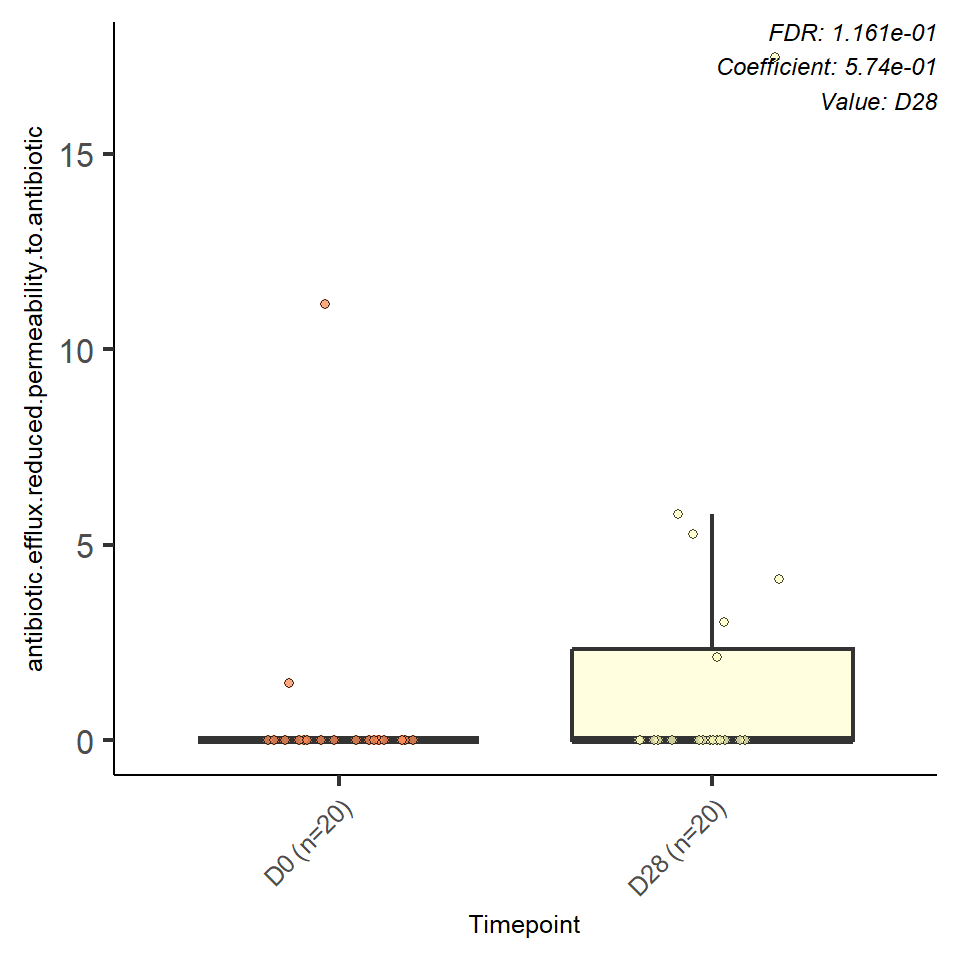 FDR: 1.161e-01
Coefficient: 5.74e-01
Value: D28
antibiotic.efflux.reduced.permeability.to.antibiotic
15
10
5
0
D0 (n=20)
D28 (n=20)
Timepoint